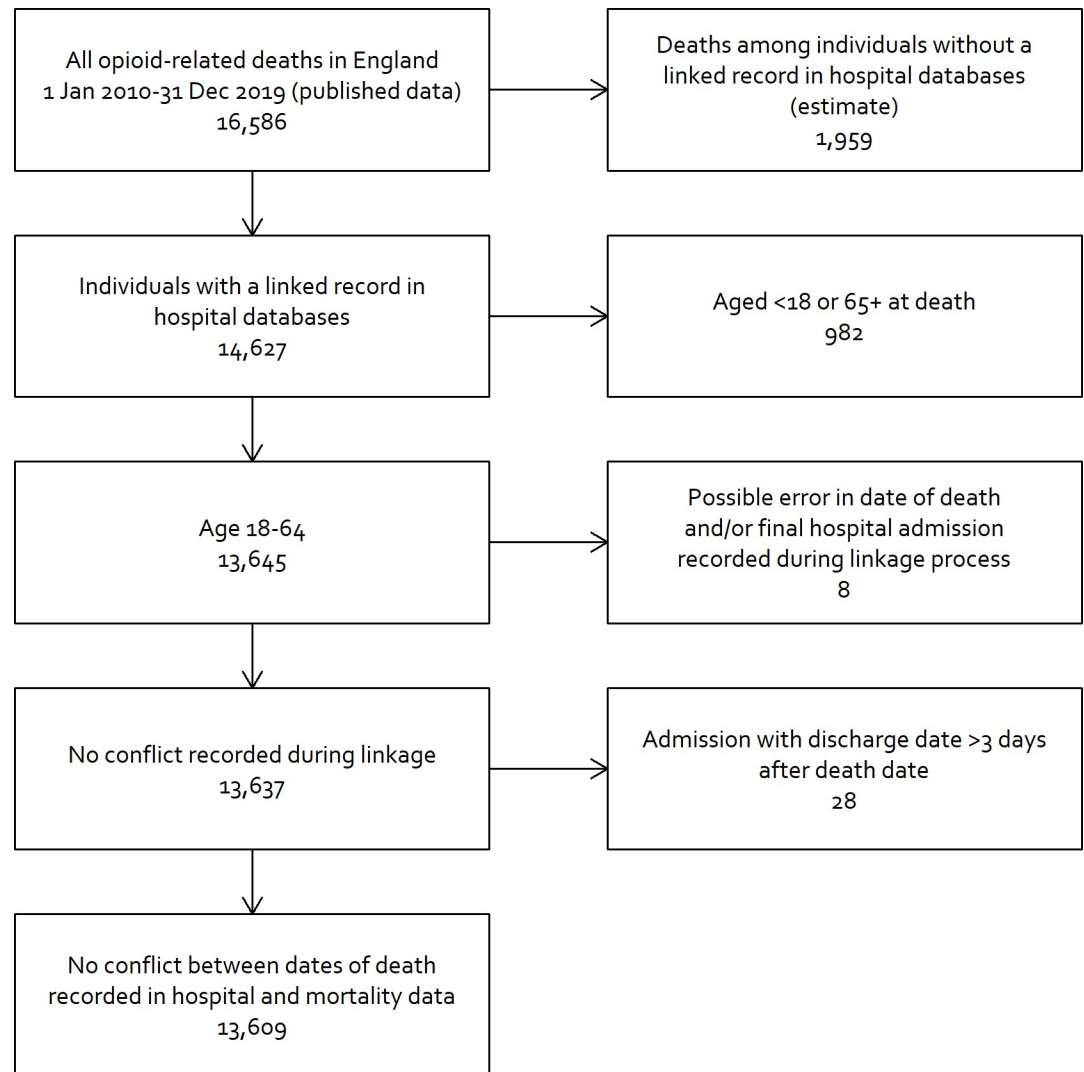 All opioid-related deaths in England
1 Jan 2010-31 Dec 2019 (published data)
16,586
Deaths among individuals without a
linked record in hospital databases
(estimate)
1,959
Individuals with a linked record in
hospital databases
14,627
Aged <18 or 65+ at death
982
Age 18-64
13,645
Possible error in date of death
and/or final hospital admission
recorded during linkage process
8
No conflict recorded during linkage
13,637
Admission with discharge date >3 days
after death date
28
No conflict between dates of death
recorded in hospital and mortality data
13,609